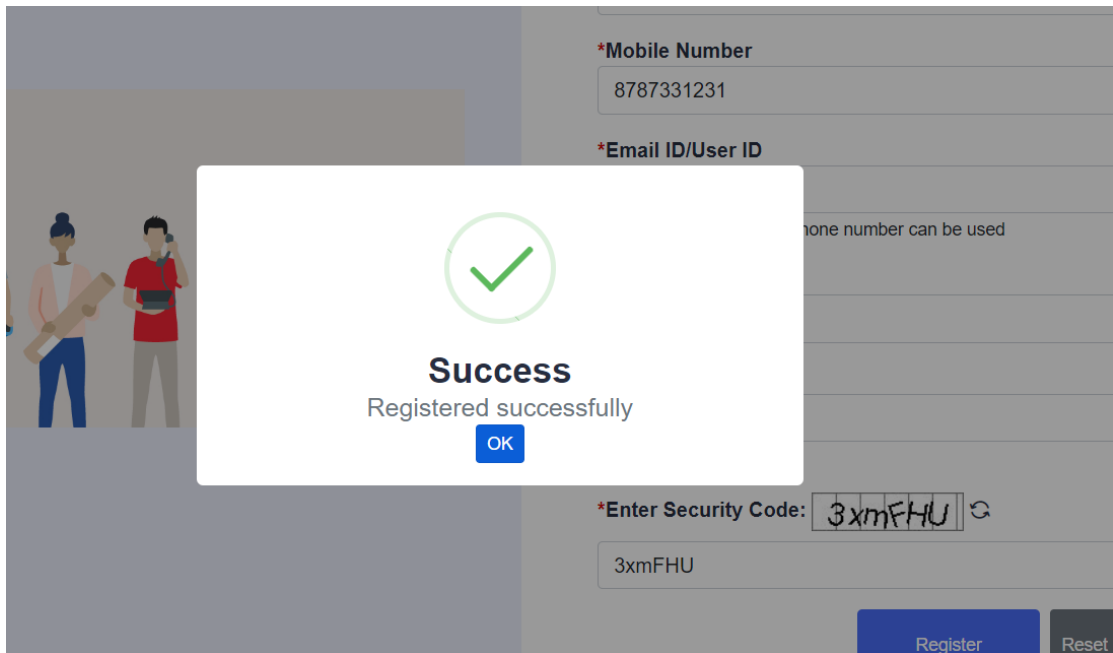 *Mobile Number
8787331231
*Email ID/User ID
number can be used
Success
Registered successfully
OK
*Enter Security Code: 3xmFHU
3xmFHU
Register
Reset